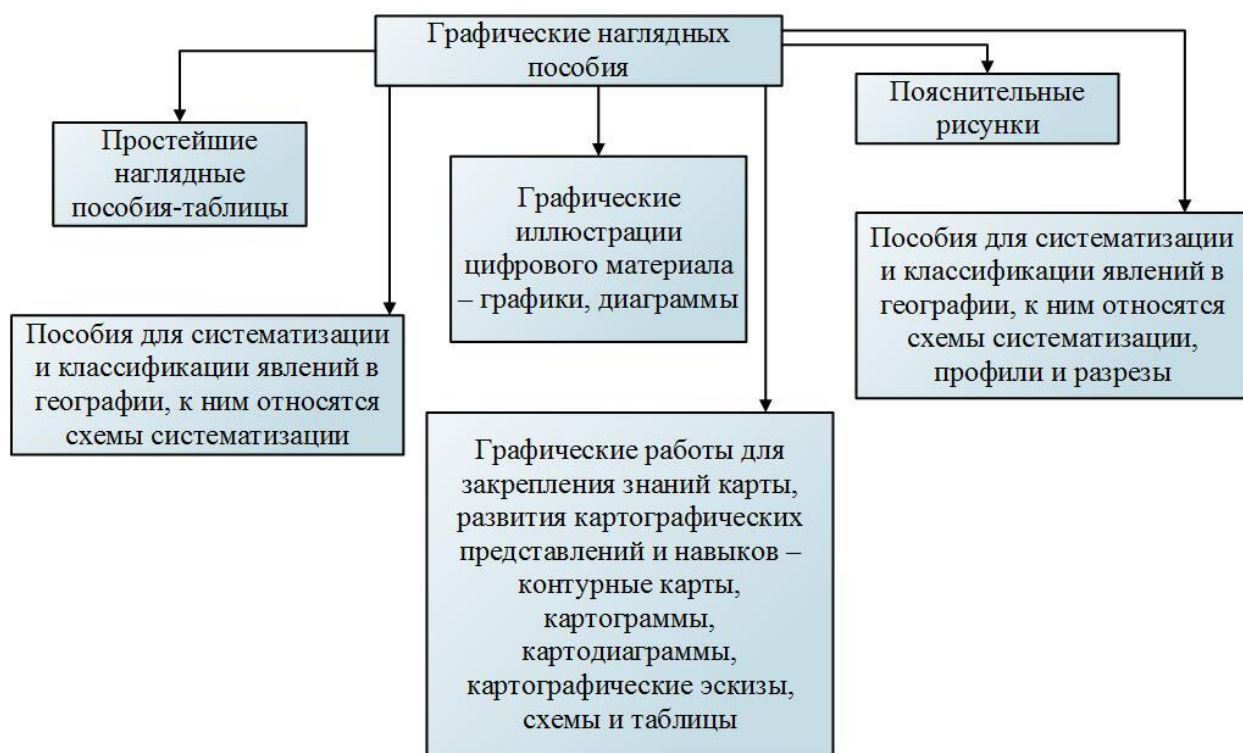 Графические наглядных
пособия
Простейшие
наглядные
пособия-таблицы
Пояснительные
рисунки
Графические
иллюстрации
цифрового материала
– графики, диаграммы
Пособия для систематизации
и классификации явлений в
географии, к ним относятся
схемы систематизации,
профили и разрезы
Пособия для систематизации
и классификации явлений в
географии, к ним относятся
схемы систематизации
Графические работы для
закрепления знаний карты,
развития картографических
представлений и навыков –
контурные карты,
картограммы,
картодиаграммы,
картографические эскизы,
схемы и таблицы